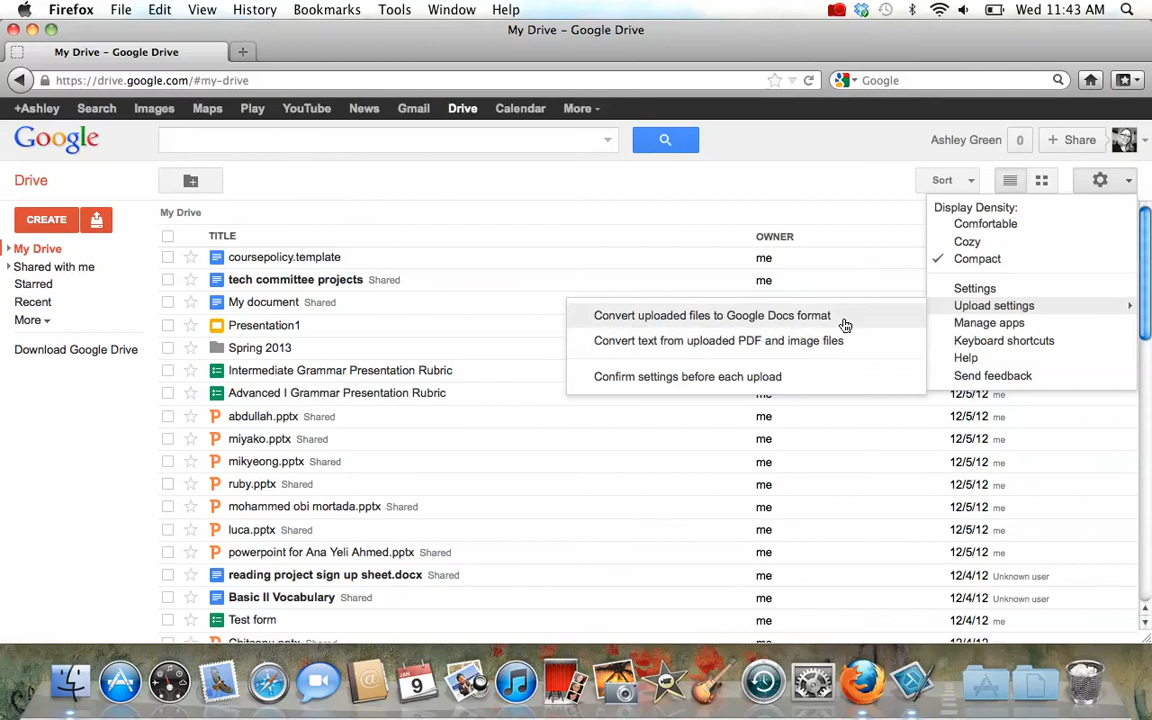 Firefox File Edit View History Bookmarks Tools Window Help Wed 11:43 AM
My Drive – Google Drive
My Drive – Google Drive
https://drive.google.com/#my-drive
Google
+Ashley Search Images Maps Play YouTube News Gmail Drive Calendar More
Google
Ashley Green 0 + Share
Drive
Sort
CREATE
My Drive
Shared with me
Starred
Recent
More
Download Google Drive
My Drive
TITLE OWNER
coursepolicy.template me
tech committee projects Shared me
My document Shared
Presentation1
Spring 2013
Intermediate Grammar Presentation Rubric
Advanced I Grammar Presentation Rubric me 12/5/12 me
abdullah.pptx Shared me 12/5/12 me
miyako.pptx Shared me 12/5/12 me
mikyeong.pptx Shared me 12/5/12 me
ruby.pptx Shared me 12/5/12 me
mohammed obi mortada.pptx Shared me 12/5/12 me
luca.pptx Shared me 12/5/12 me
powerpoint for Ana Yeli Ahmed.pptx Shared me 12/5/12 me
reading project sign up sheet.docx Shared me 12/4/12 Unknown user
Basic II Vocabulary Shared me 12/4/12 Unknown user
Test form me 12/4/12 me
Display Density:
Comfortable
Cozy
Compact
Settings
Upload settings
Manage apps
Keyboard shortcuts
Help
Send feedback
Convert uploaded files to Google Docs format
Convert text from uploaded PDF and image files
Confirm settings before each upload
9